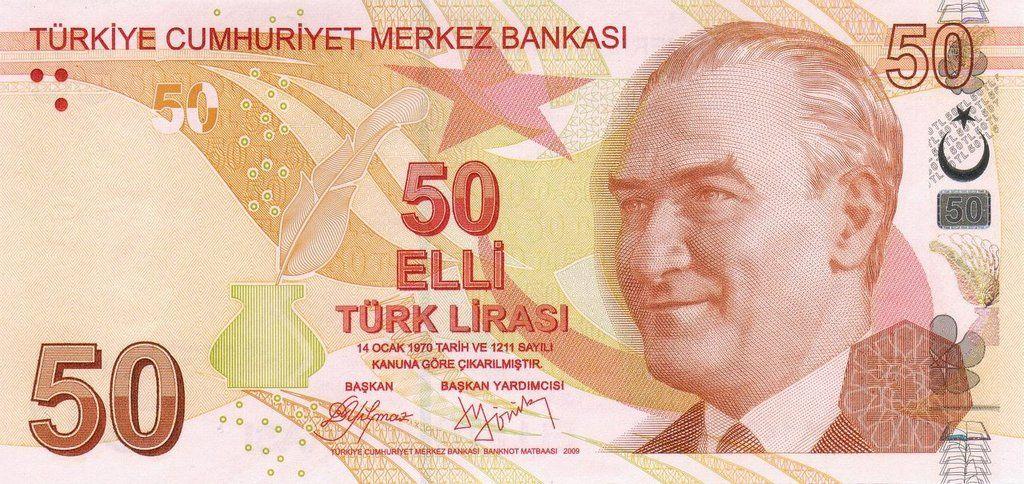 TÜRKİYE CUMHURİYET MERKEZ BANKASI
50
50
50
50
ELLİ
TÜRK LİRASI
14 OCAK 1970 TARİH VE 1211 SAYILI
KANUNA GÖRE ÇIKARILMIŞTIR.
BAŞKAN BAŞKAN YARDIMCISI
50
TÜRKİYE CUMHURİYET MERKEZ BANKASI BANKNOT MATBAASI 2009